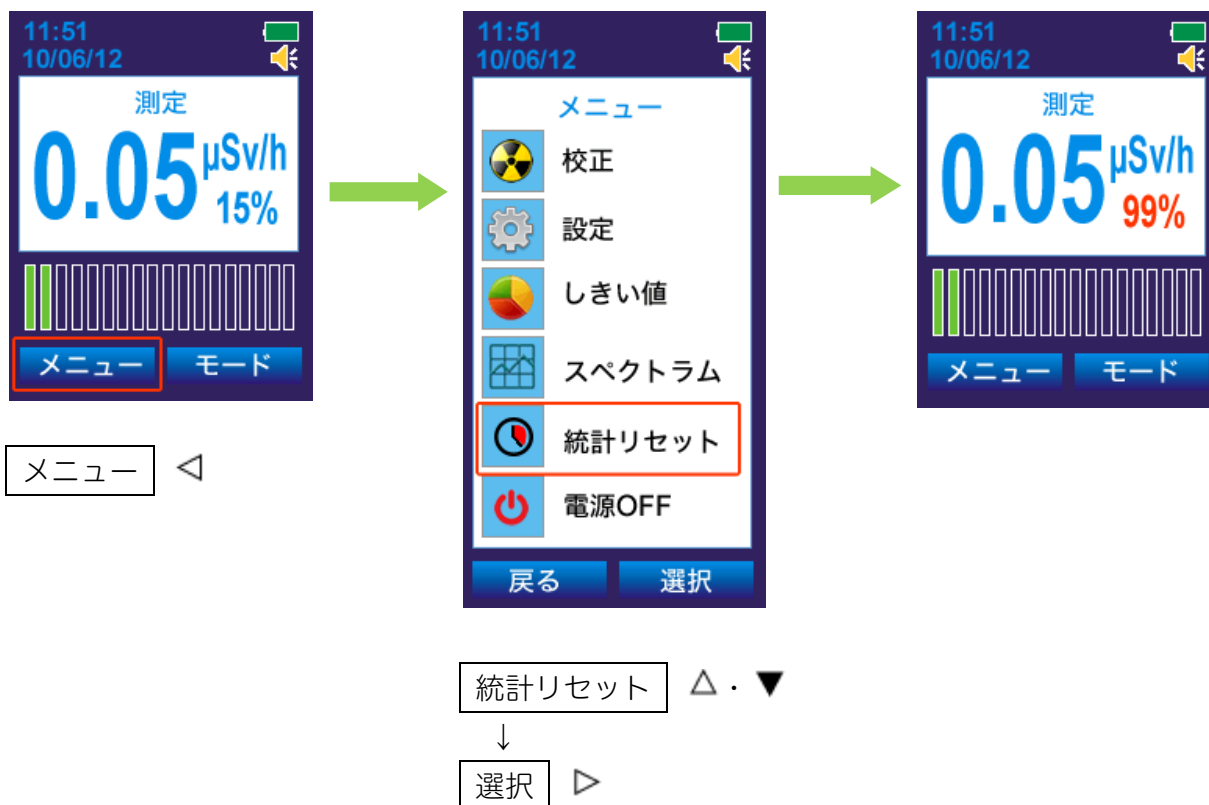 11:51
10/06/12
測定
0.05 μSv/h
15%
メニュー モード
メニュー ◁
11:51
10/06/12
メニュー
校正
設定
しきい値
スペクトラム
統計リセット
電源OFF
戻る 選択
統計リセット △・▼
↓
選択 ▷
11:51
10/06/12
測定
0.05 μSv/h
99%
メニュー モード